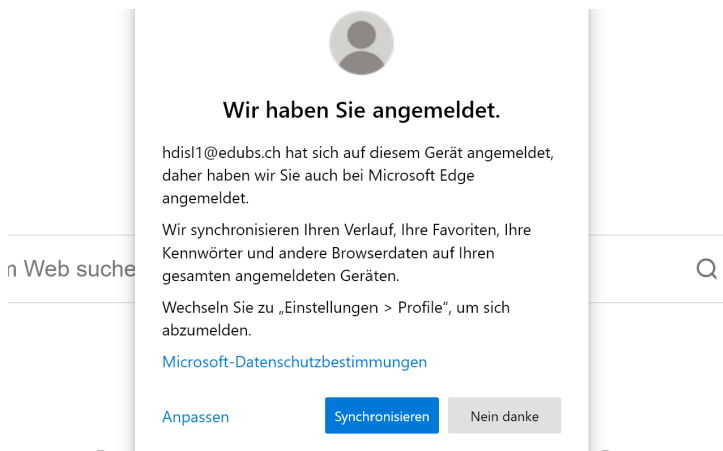 Wir haben Sie angemeldet.
hdisl1@edubs.ch hat sich auf diesem Gerät angemeldet,
daher haben wir Sie auch bei Microsoft Edge
angemeldet.
Wir synchronisieren Ihren Verlauf, Ihre Favoriten, Ihre
Kennwörter und andere Browserdaten auf Ihren
gesamten angemeldeten Geräten.
Web suche
Wechseln Sie zu „Einstellungen > Profile“, um sich
abzumelden.
Microsoft-Datenschutzbestimmungen
Anpassen Synchronisieren Nein danke